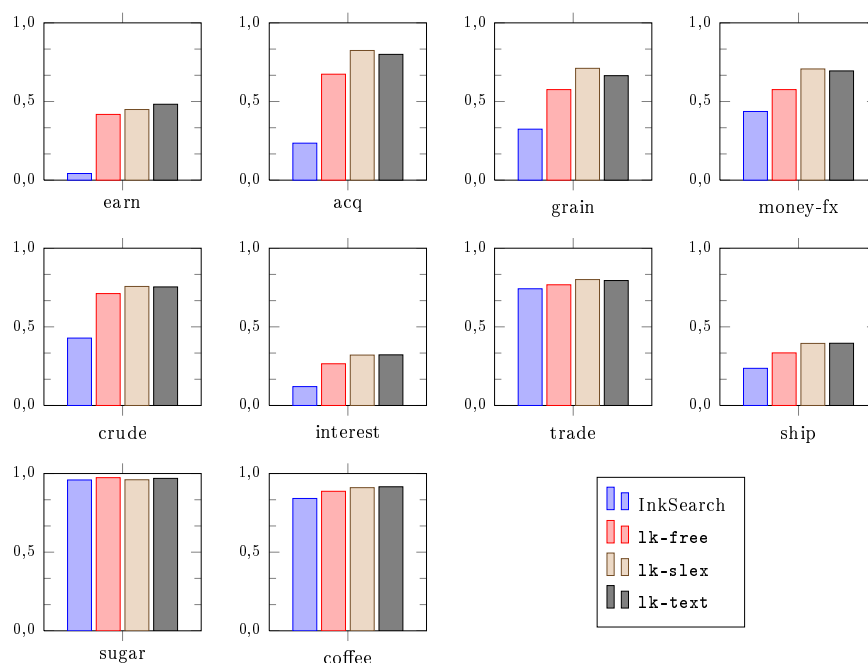 1,0 1,0 1,0 1,0
0,5 0,5 0,5 0,5
0,0 0,0 0,0 0,0
earn acq grain money-fx
1,0 1,0 1,0 1,0
0,5 0,5 0,5 0,5
0,0 0,0 0,0 0,0
crude interest trade ship
1,0 1,0
0,5 0,5
0,0 0,0
sugar coffee
InkSearch
lk-free
lk-slex
lk-text